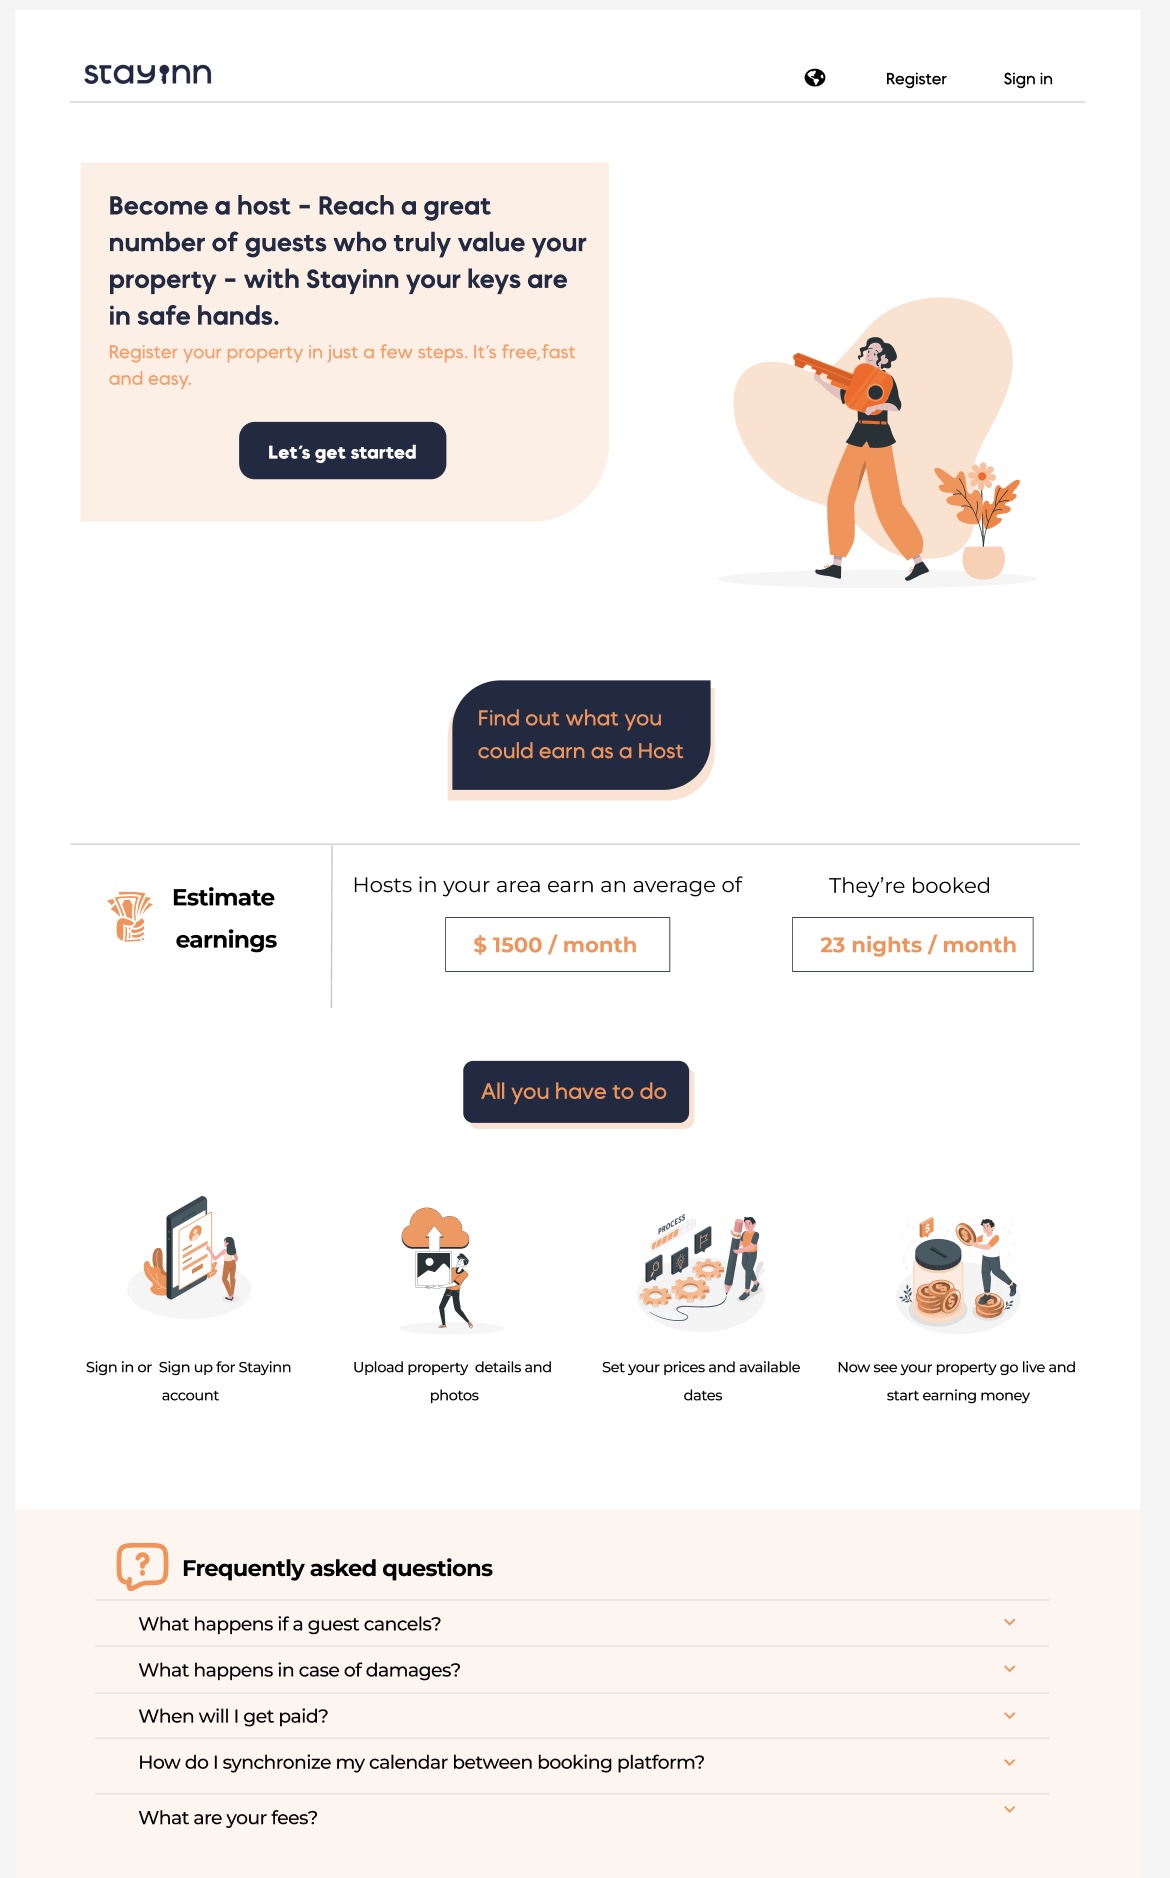 stayinn
Register
Sign in
Become a host - Reach a great
number of guests who truly value your
property - with Stayinn your keys are
in safe hands.
Register your property in just a few steps. It's free,fast
and easy.
Let's get started
Find out what you
could earn as a Host
Estimate
earnings
Hosts in your area earn an average of
$ 1500 / month
They're booked
23 nights / month
All you have to do
PROCESS
$
Sign in or Sign up for Stayinn
account
Upload property details and
photos
Set your prices and available
dates
Now see your property go live and
start earning money
?
Frequently asked questions
What happens if a guest cancels?
What happens in case of damages?
When will I get paid?
How do I synchronize my calendar between booking platform?
What are your fees?